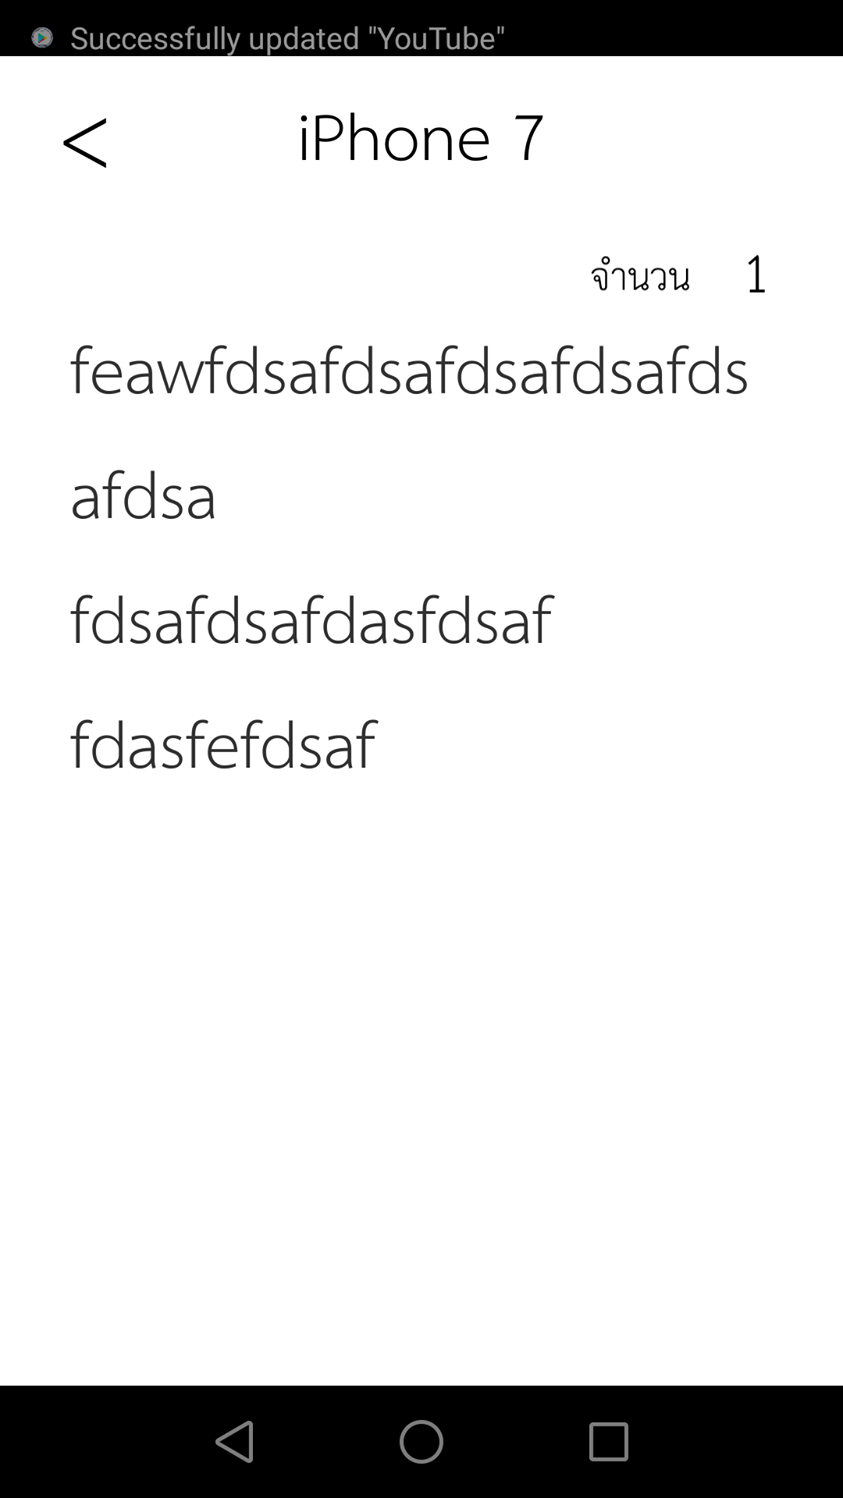 Successfully updated "YouTube"
< iPhone 7
จำนวน 1
feawfdsafdsafdsafdsafds
afdsa
fdsafdsafdasfdsaf
fdasfefdsaf